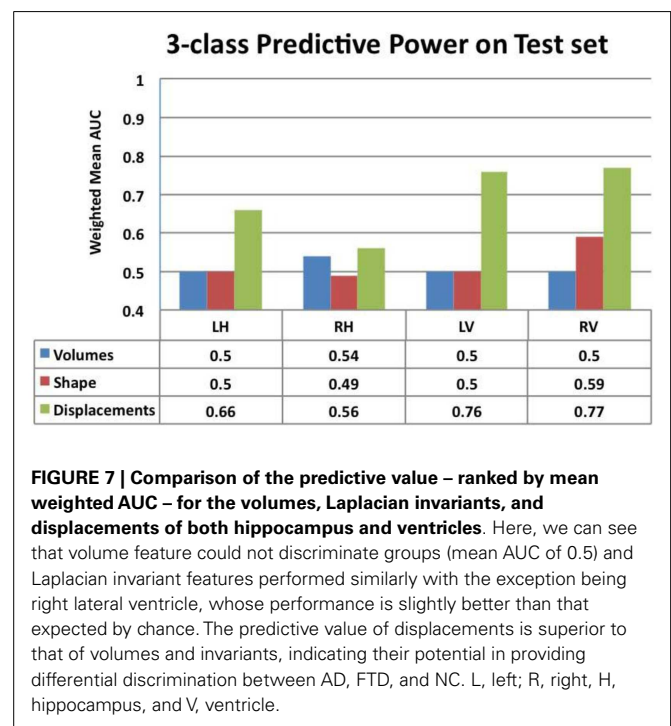 3-class Predictive Power on Test set
Weighted Mean AUC
1
0.9
0.8
0.7
0.6
0.5
0.4
LH RH LV RV
Volumes 0.5 0.54 0.5 0.5
Shape 0.5 0.49 0.5 0.59
Displacements 0.66 0.56 0.76 0.77
FIGURE 7 | Comparison of the predictive value – ranked by mean
weighted AUC – for the volumes, Laplacian invariants, and
displacements of both hippocampus and ventricles. Here, we can see
that volume feature could not discriminate groups (mean AUC of 0.5) and
Laplacian invariant features performed similarly with the exception being
right lateral ventricle, whose performance is slightly better than that
expected by chance. The predictive value of displacements is superior to
that of volumes and invariants, indicating their potential in providing
differential discrimination between AD, FTD, and NC. L, left; R, right, H,
hippocampus, and V, ventricle.